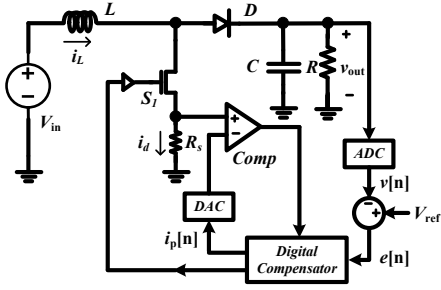 L
D
i_L
+
V_in
S_1
C
R
+
v_out
−
i_d
R_s
+
−
Comp
ADC
DAC
v[n]
i_p[n]
−
+
V_ref
Digital
Compensator
e[n]
+
−